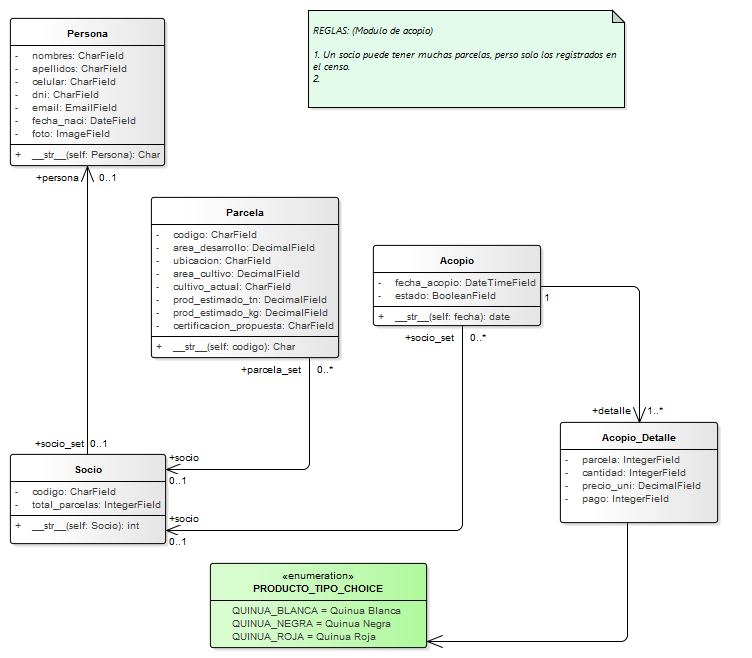 Persona
- nombres: CharField
- apellidos: CharField
- celular: CharField
- dni: CharField
- email: EmailField
- fecha_naci: DateField
- foto: ImageField
+ __str__(self: Persona): Char
+persona 0..1
REGLAS: (Modulo de acopio)
1. Un socio puede tener muchas parcelas, perso solo los registrados en
el censo.
2.
Parcela
- codigo: CharField
- area_desarrollo: DecimalField
- ubicacion: CharField
- area_cultivo: DecimalField
- cultivo_actual: CharField
- prod_estimado_tn: DecimalField
- prod_estimado_kg: DecimalField
- certificacion_propuesta: CharField
+ __str__(self: codigo): Char
+parcela_set 0..*
Acopio
- fecha_acopio: DateTimeField
- estado: BooleanField
+ __str__(self: fecha): date
1
+socio_set 0..*
+detalle 1..*
Acopio_Detalle
- parcela: IntegerField
- cantidad: IntegerField
- precio_uni: DecimalField
- pago: IntegerField
+socio_set 0..1
Socio
- codigo: CharField
- total_parcelas: IntegerField
+ __str__(self: Socio): int
+socio
0..1
+socio
0..1
«enumeration»
PRODUCTO_TIPO_CHOICE
QUINUA_BLANCA = Quinua Blanca
QUINUA_NEGRA = Quinua Negra
QUINUA_ROJA = Quinua Roja